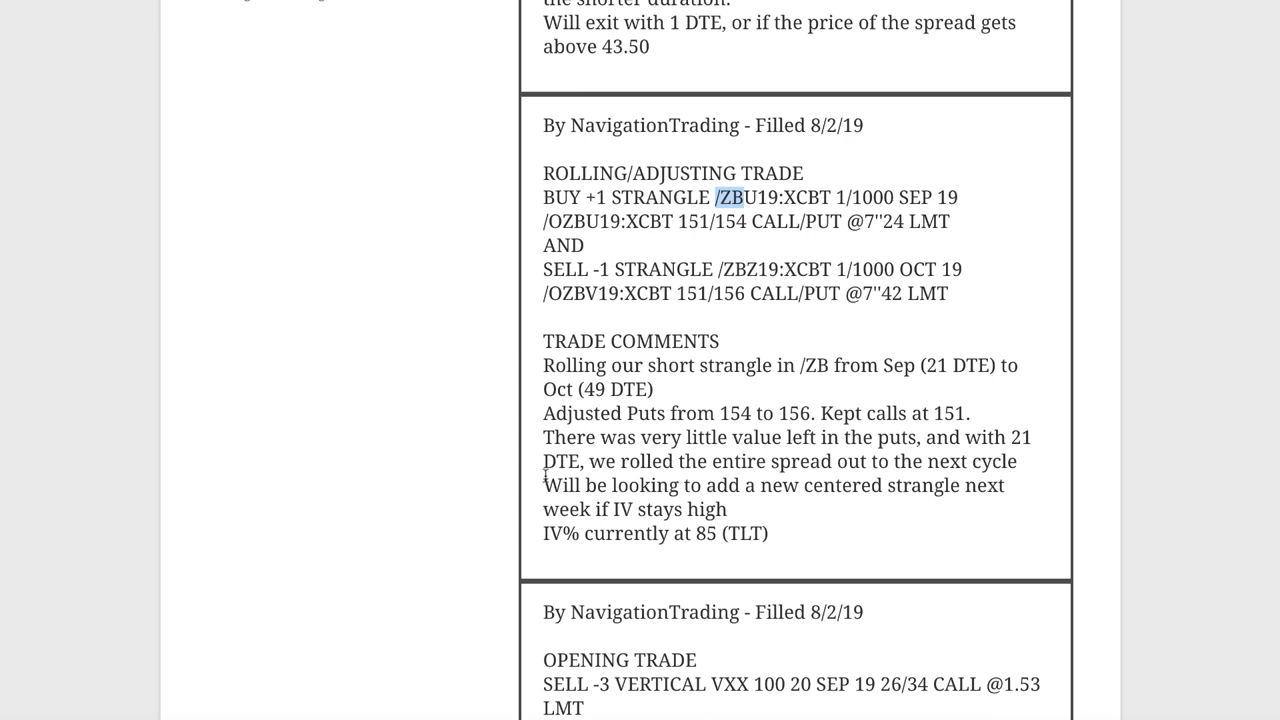 the shorter duration.
Will exit with 1 DTE, or if the price of the spread gets
above 43.50
By NavigationTrading - Filled 8/2/19
ROLLING/ADJUSTING TRADE
BUY +1 STRANGLE /ZBU19:XCBT 1/1000 SEP 19
/OZBU19:XCBT 151/154 CALL/PUT @7"24 LMT
AND
SELL -1 STRANGLE /ZBZ19:XCBT 1/1000 OCT 19
/OZBV19:XCBT 151/156 CALL/PUT @7"42 LMT
TRADE COMMENTS
Rolling our short strangle in /ZB from Sep (21 DTE) to
Oct (49 DTE)
Adjusted Puts from 154 to 156. Kept calls at 151.
There was very little value left in the puts, and with 21
DTE, we rolled the entire spread out to the next cycle
Will be looking to add a new centered strangle next
week if IV stays high
IV% currently at 85 (TLT)
By NavigationTrading - Filled 8/2/19
OPENING TRADE
SELL -3 VERTICAL VXX 100 20 SEP 19 26/34 CALL @1.53
LMT